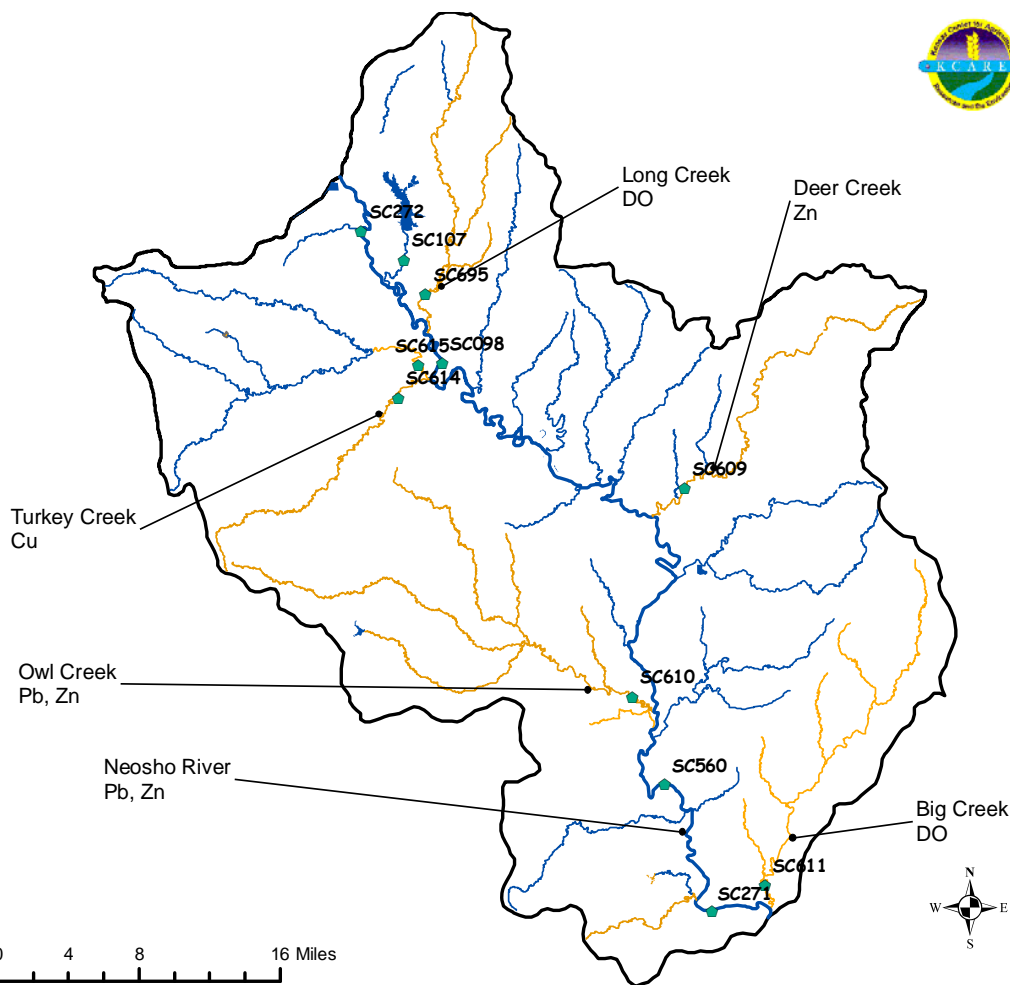 KCARE
Long Creek
DO
Deer Creek
Zn
SC272
SC107
SC695
SC615
SC098
SC614
SC609
Turkey Creek
Cu
Owl Creek
Pb, Zn
SC610
Neosho River
Pb, Zn
SC560
Big Creek
DO
SC611
SC271
N
W E
S
0 4 8 16 Miles